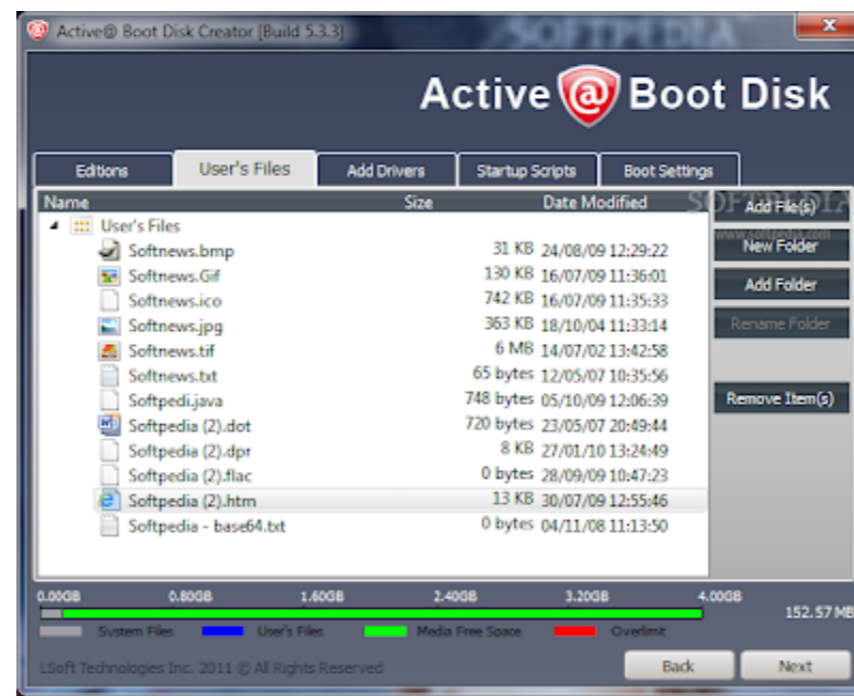 Active@ Boot Disk Creator [Build 5.3.3]
SOFTPEDIA
Active@ Boot Disk
Editions User's Files Add Drivers Startup Scripts Boot Settings
Name Size Date Modified
SOFTPEDIA
www.softpedia.com
Add File(s)
User's Files
Softnews.bmp 31 KB 24/08/09 12:29:22
New Folder
Softnews.Gif 130 KB 16/07/09 11:36:01
Add Folder
Softnews.ico 742 KB 16/07/09 11:35:33
Softnews.jpg 363 KB 18/10/04 11:33:14
Rename Folder
Softnews.tif 6 MB 14/07/02 13:42:58
Softnews.txt 65 bytes 12/05/07 10:35:56
Softpedi.java 748 bytes 05/10/09 12:06:39
Remove Item(s)
Softpedia (2).dot 720 bytes 23/05/07 20:49:44
Softpedia (2).dpr 8 KB 27/01/10 13:24:49
Softpedia (2).flac 0 bytes 28/09/09 10:47:23
Softpedia (2).htm 13 KB 30/07/09 12:55:46
Softpedia - base64.txt 0 bytes 04/11/08 11:13:50
0.00GB 0.80GB 1.60GB 2.40GB 3.20GB 4.00GB
152.57 MB
System Files User's Files Media Free Space Overlimit
LSoft Technologies Inc. 2011 © All Rights Reserved
Back Next